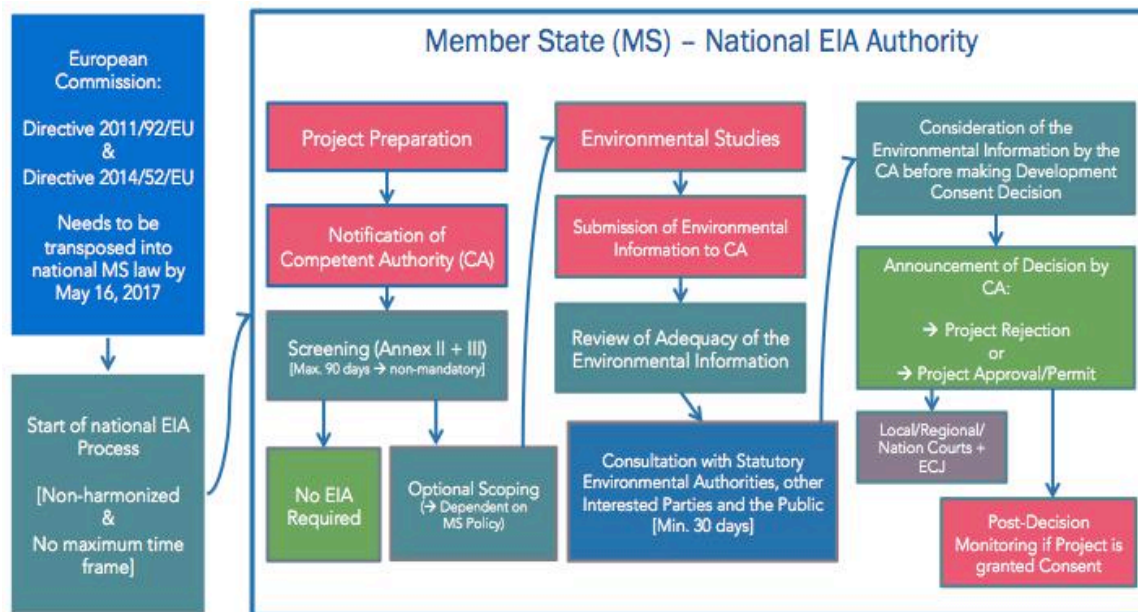 European
Commission:
Directive 2011/92/EU
&
Directive 2014/52/EU
Needs to be
transposed into
national MS law by
May 16, 2017
Start of national EIA
Process
[Non-harmonized
&
No maximum time
frame]
Member State (MS) – National EIA Authority
Project Preparation
Notification of
Competent Authority (CA)
Screening (Annex II + III)
[Max. 90 days → non-mandatory]
No EIA
Required
Optional Scoping
(→ Dependent on
MS Policy)
Environmental Studies
Submission of Environmental
Information to CA
Review of Adequacy of the
Environmental Information
Consultation with Statutory
Environmental Authorities, other
Interested Parties and the Public
[Min. 30 days]
Consideration of the
Environmental Information by the
CA before making Development
Consent Decision
Announcement of Decision by
CA:
→ Project Rejection
or
→ Project Approval/Permit
Local/Regional/
Nation Courts +
ECJ
Post-Decision
Monitoring if Project is
granted Consent